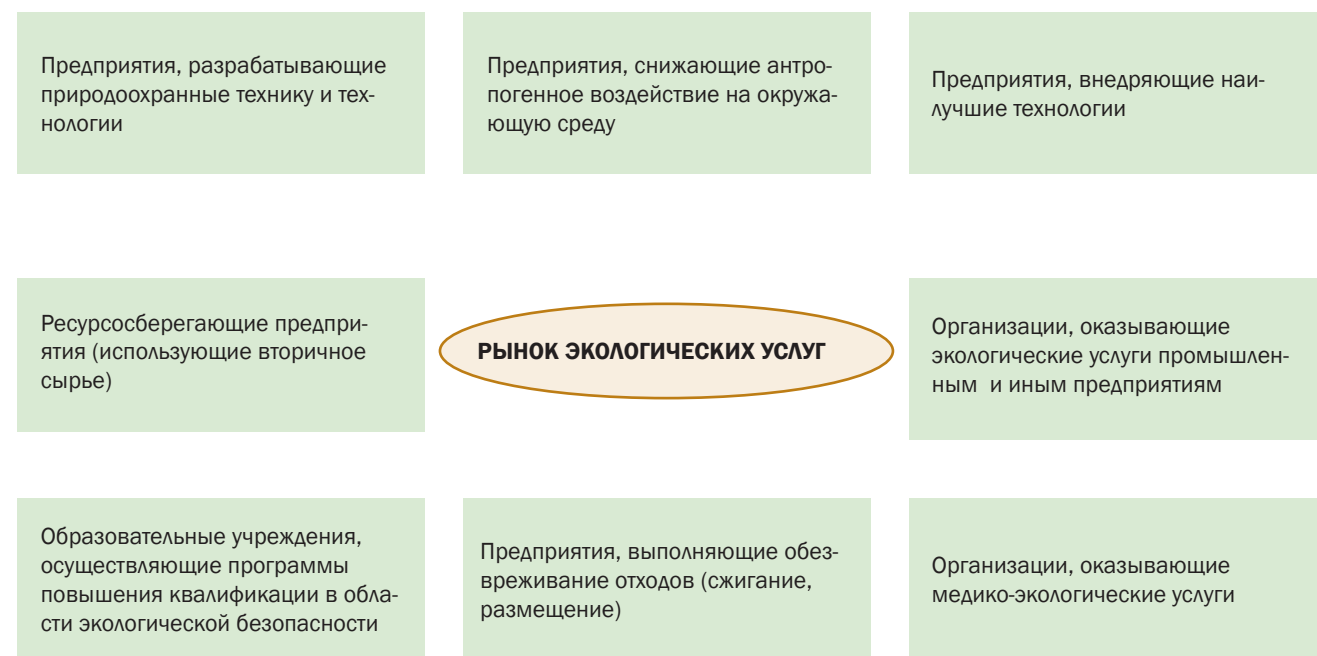 Предприятия, разрабатывающие
природоохранные технику и тех-
нологии
Предприятия, снижающие антро-
погенное воздействие на окружа-
ющую среду
Предприятия, внедряющие наи-
лучшие технологии
Ресурсосберегающие предпри-
ятия (использующие вторичное
сырье)
РЫНОК ЭКОЛОГИЧЕСКИХ УСЛУГ
Организации, оказывающие
экологические услуги промышлен-
ным и иным предприятиям
Образовательные учреждения,
осуществляющие программы
повышения квалификации в обла-
сти экологической безопасности
Предприятия, выполняющие обез-
вреживание отходов (сжигание,
размещение)
Организации, оказывающие
медико-экологические услуги